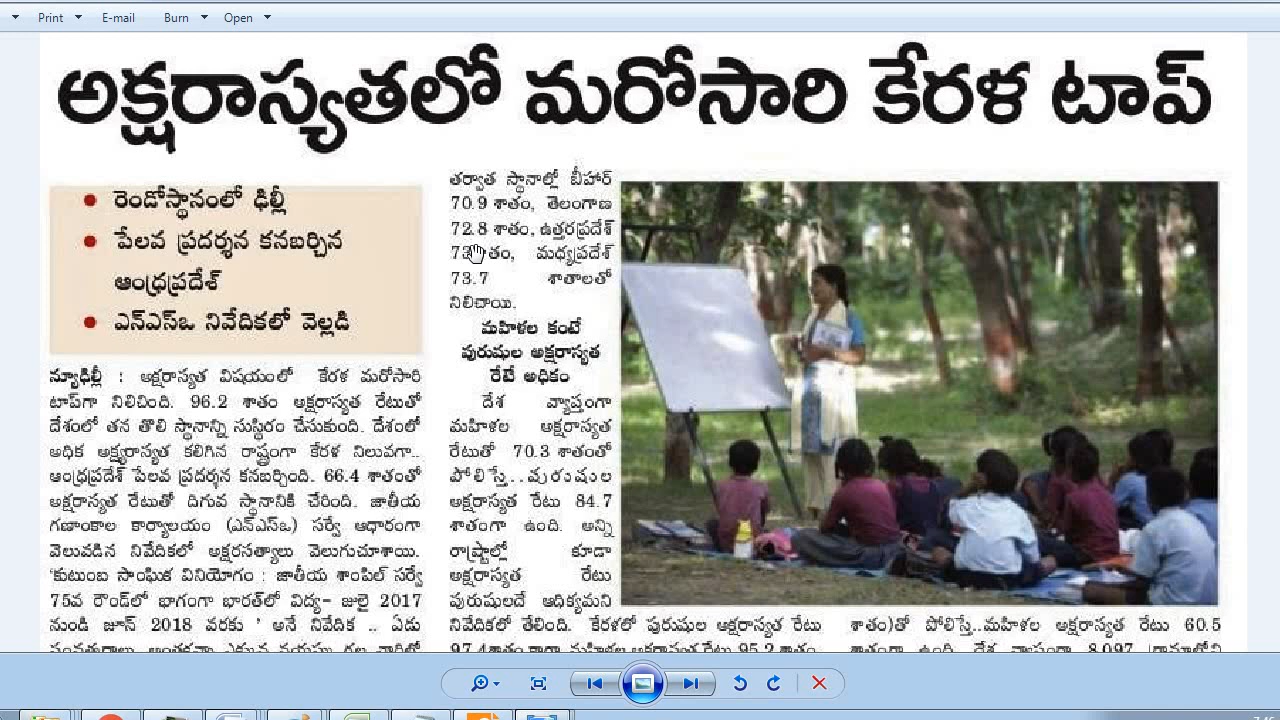 Print
E-mail
Burn
Open
అక్షరాస్యతలో మరోసారి కేరళ టాప్
రెండోస్థానంలో ఢిల్లీ
పేలవ ప్రదర్శన కనబర్చిన
ఆంధ్రప్రదేశ్
ఎన్ఎస్ఒ నివేదికలో వెల్లడి
న్యూఢిల్లీ : అక్షరాస్యత విషయంలో కేరళ మరోసారి
టాప్‌గా నిలిచింది. 96.2 శాతం అక్షరాస్యత రేటుతో
దేశంలో తన తొలి స్థానాన్ని సుస్థిరం చేసుకుంది. దేశంలో
అధిక అక్ష్యరాస్యత కలిగిన రాష్ట్రంగా కేరళ నిలువగా..
ఆంధ్రప్రదేశ్ పేలవ ప్రదర్శన కనబర్చింది. 66.4 శాతంతో
అక్షరాస్యత రేటుతో దిగువ స్థానానికి చేరింది. జాతీయ
గణాంకాల కార్యాలయం (ఎన్ఎస్ఒ) సర్వే ఆధారంగా
వెలువడిన నివేదికలో అక్షరసత్యాలు వెలుగుచూశాయి.
'కుటుంబ సాంఘిక వినియోగం : జాతీయ శాంపిల్ సర్వే
75వ రౌండ్‌లో భాగంగా భారత్‌లో విద్య- జులై 2017
నుండి జూన్ 2018 వరకు ' అనే నివేదిక .. ఏడు
తర్వాత స్థానాల్లో బీహార్
70.9 శాతం, తెలంగాణ
72.8 శాతం, ఉత్తరప్రదేశ్
మధ్యప్రదేశ్
73.7 శాతాలతో
నిలిచాయి.
మహిళల కంటే
పురుషుల అక్షరాస్యత
రేటే అధికం
దేశ వ్యాప్తంగా
మహిళల అక్షరాస్యత
రేటుతో 70.3 శాతంతో
పోలిస్తే..పురుషుల
అక్షరాస్యత రేటు 84.7
శాతంగా ఉంది. అన్ని
రాష్ట్రాల్లో కూడా
అక్షరాస్యత రేటు
పురుషులదే ఆధిక్యమని
నివేదికలో తేలింది. కేరళలో పురుషుల అక్షరాస్యత రేటు
శాతం)తో పోలిస్తే..మహిళల అక్షరాస్యత రేటు 60.5